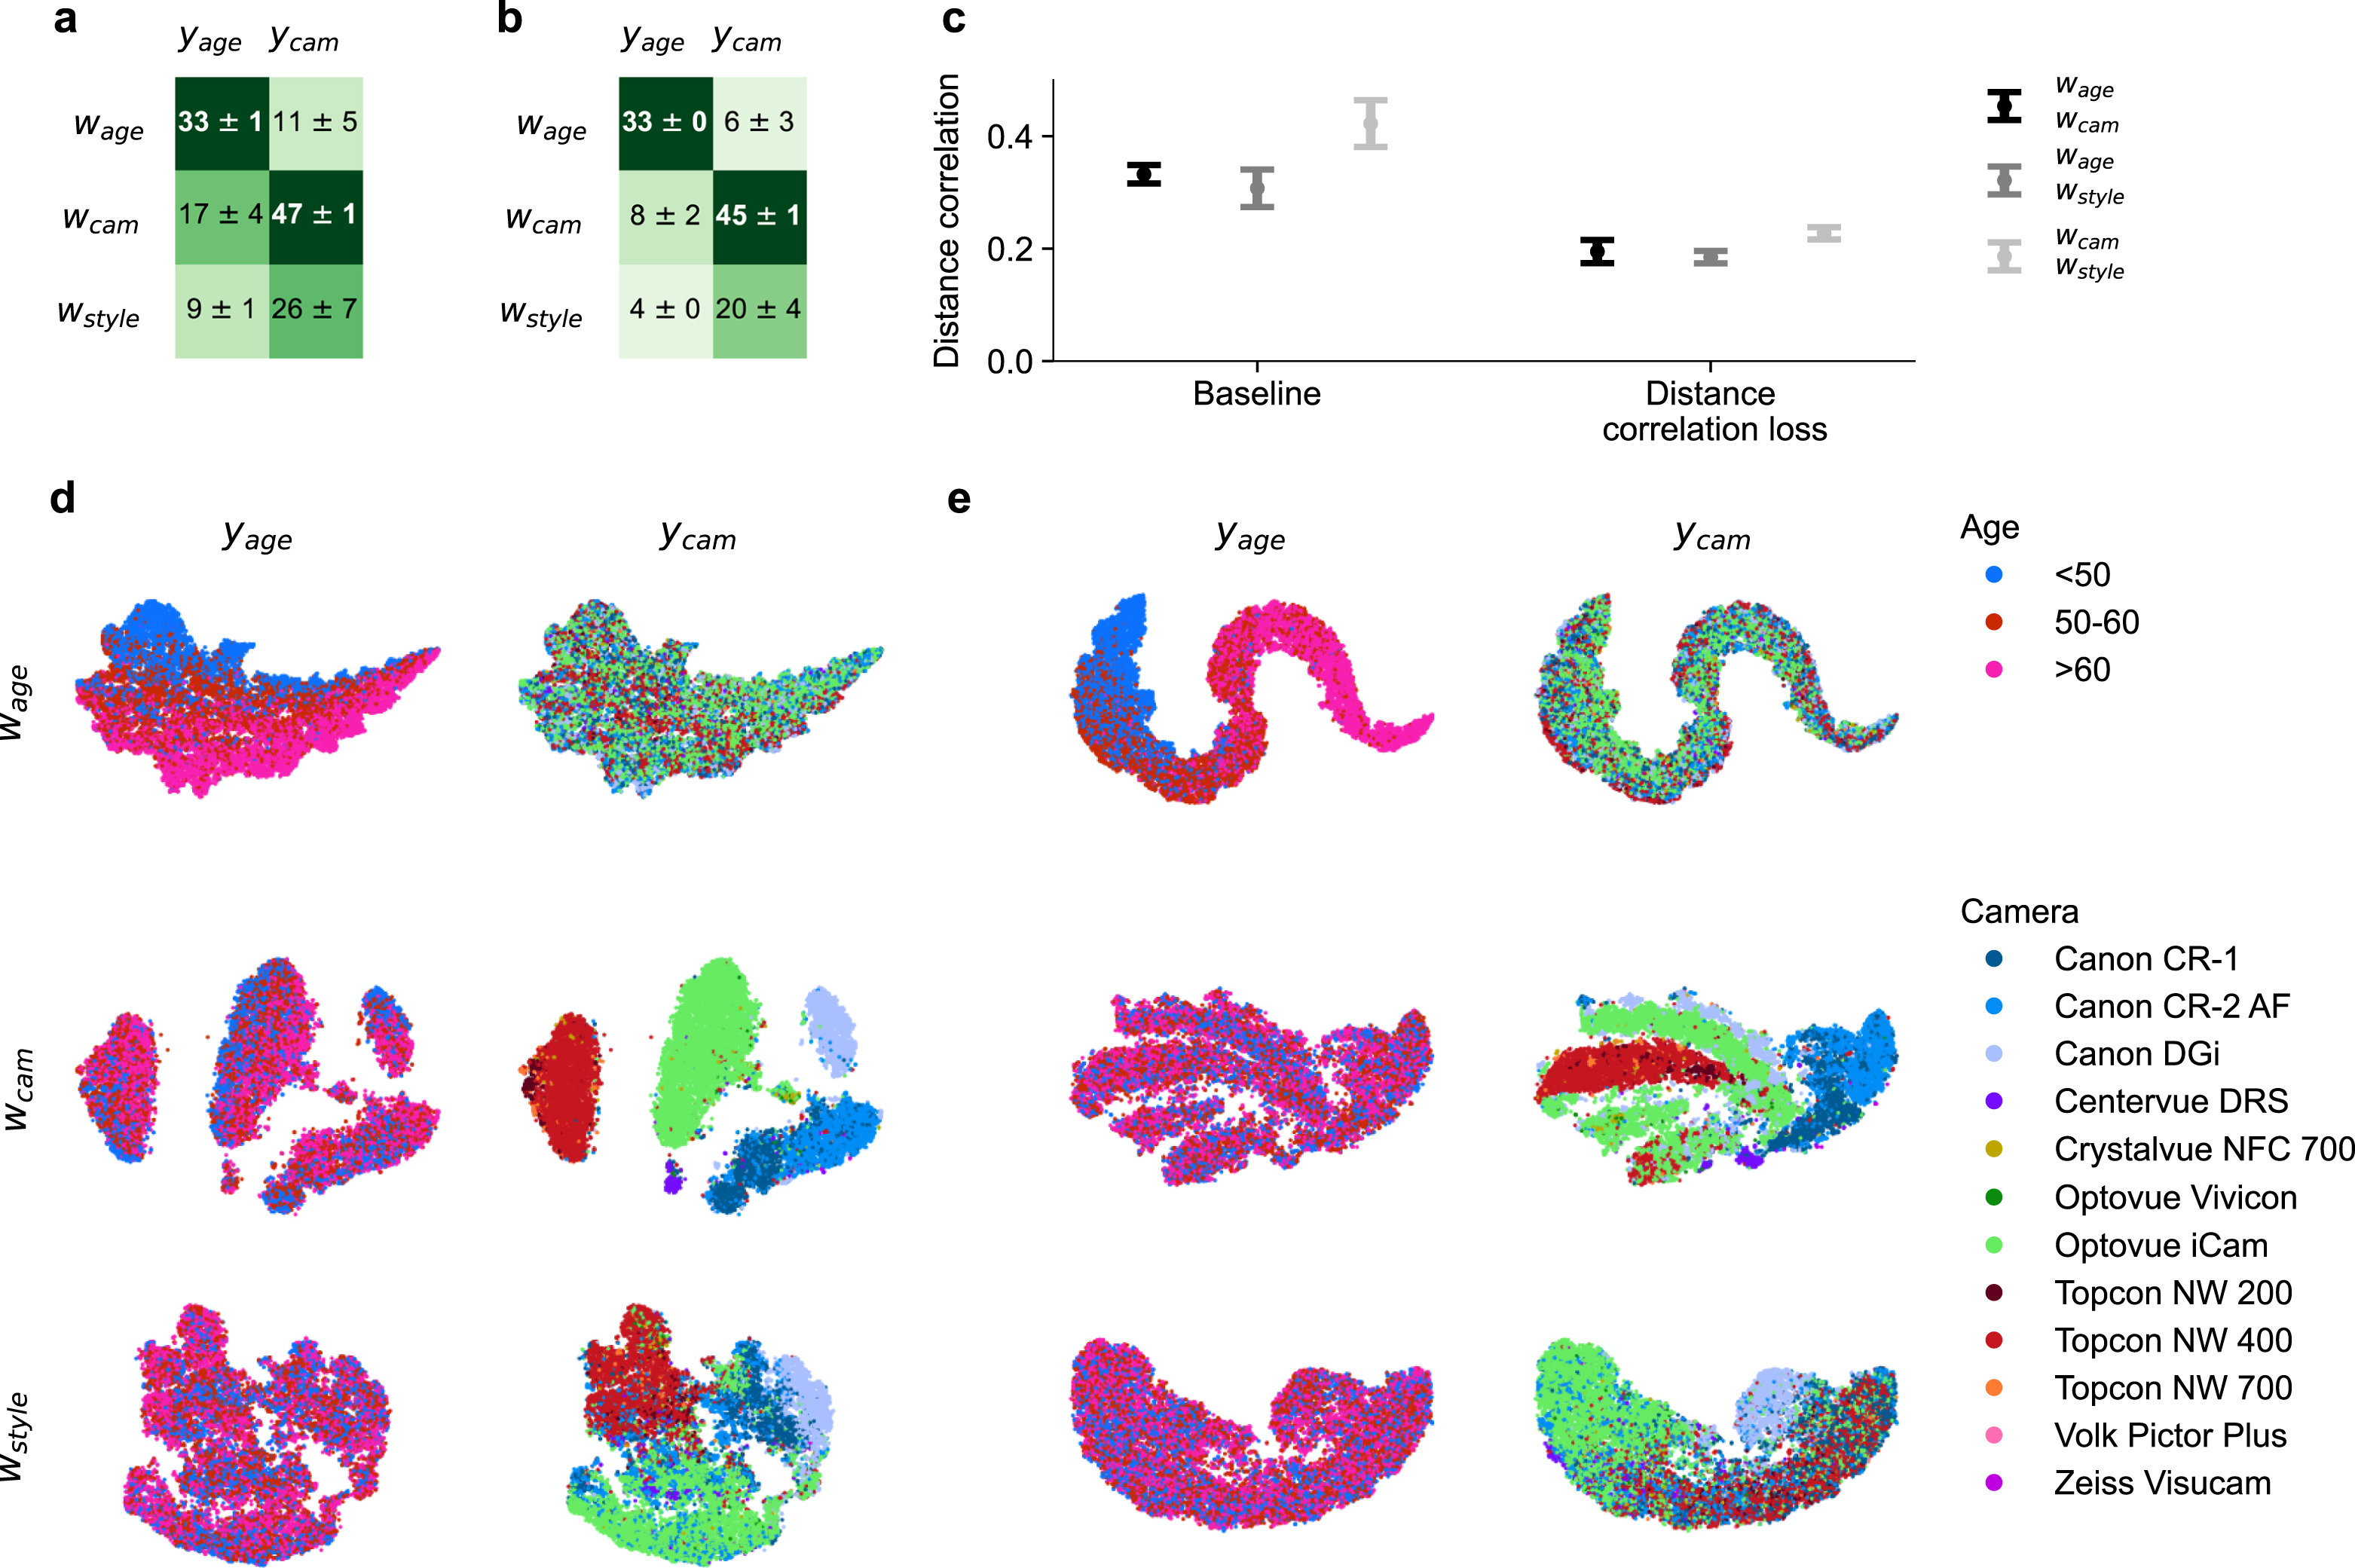 a
y_age y_cam
w_age 33 ± 1 11 ± 5
w_cam 17 ± 4 47 ± 1
w_style 9 ± 1 26 ± 7
b
y_age y_cam
w_age 33 ± 0 6 ± 3
w_cam 8 ± 2 45 ± 1
w_style 4 ± 0 20 ± 4
c
Distance correlation
0.4
0.2
0.0
Baseline
Distance
correlation loss
w_age
w_cam
w_age
w_style
w_cam
w_style
d
y_age y_cam
w_age
w_cam
w_style
e
y_age y_cam
Age
<50
50-60
>60
Camera
Canon CR-1
Canon CR-2 AF
Canon DGi
Centervue DRS
Crystalvue NFC 700
Optovue Vivicon
Optovue iCam
Topcon NW 200
Topcon NW 400
Topcon NW 700
Volk Pictor Plus
Zeiss Visucam